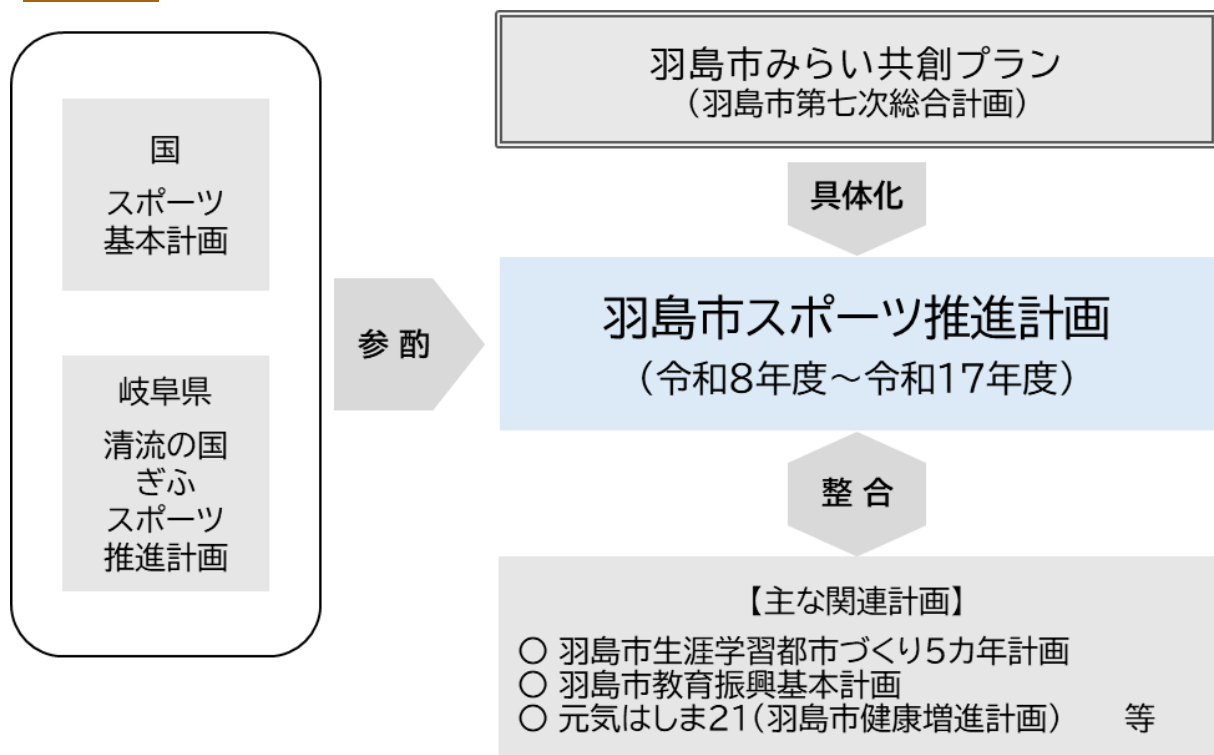 国
スポーツ
基本計画
岐阜県
清流の国
ぎふ
スポーツ
推進計画
参酌
羽島市みらい共創プラン
（羽島市第七次総合計画）
具体化
羽島市スポーツ推進計画
（令和8年度～令和17年度）
整合
【主な関連計画】
○ 羽島市生涯学習都市づくり5カ年計画
○ 羽島市教育振興基本計画
○ 元気はしま21（羽島市健康増進計画）　等